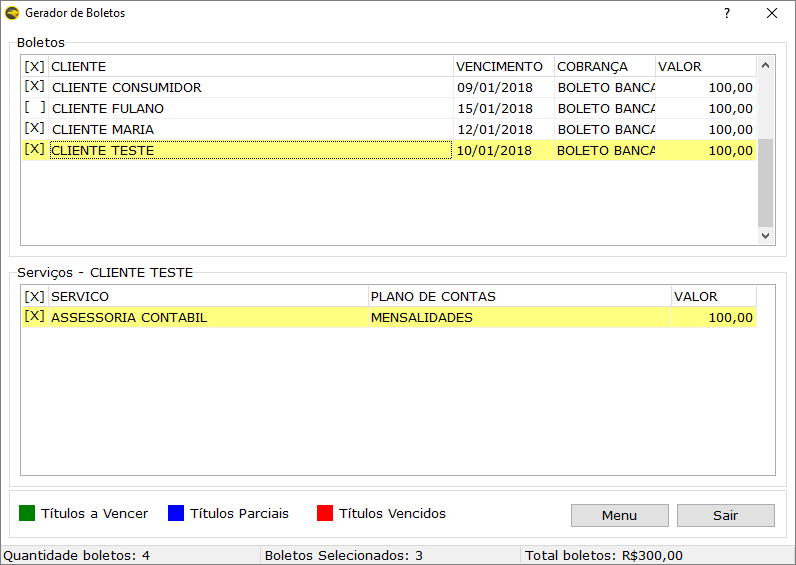 Gerador de Boletos ?
Boletos
[X] CLIENTE VENCIMENTO COBRANÇA VALOR
[X] CLIENTE CONSUMIDOR 09/01/2018 BOLETO BANCA 100,00
[ ] CLIENTE FULANO 15/01/2018 BOLETO BANCA 100,00
[X] CLIENTE MARIA 12/01/2018 BOLETO BANCA 100,00
[X] CLIENTE TESTE 10/01/2018 BOLETO BANCA 100,00
Serviços - CLIENTE TESTE
[X] SERVICO PLANO DE CONTAS VALOR
[X] ASSESSORIA CONTABIL MENSALIDADES 100,00
Títulos a Vencer Títulos Parciais Títulos Vencidos Menu Sair
Quantidade boletos: 4 Boletos Selecionados: 3 Total boletos: R$300,00